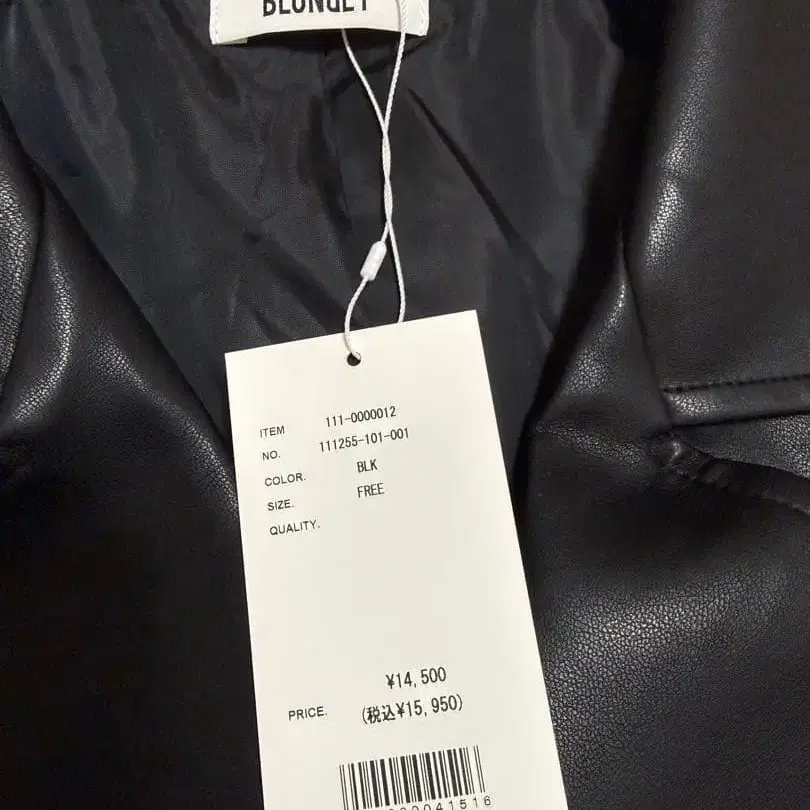 ITEM 111-0000012
NO. 111255-101-001
COLOR. BLK
SIZE. FREE
QUALITY.
¥14,500
PRICE. (税込¥15,950)